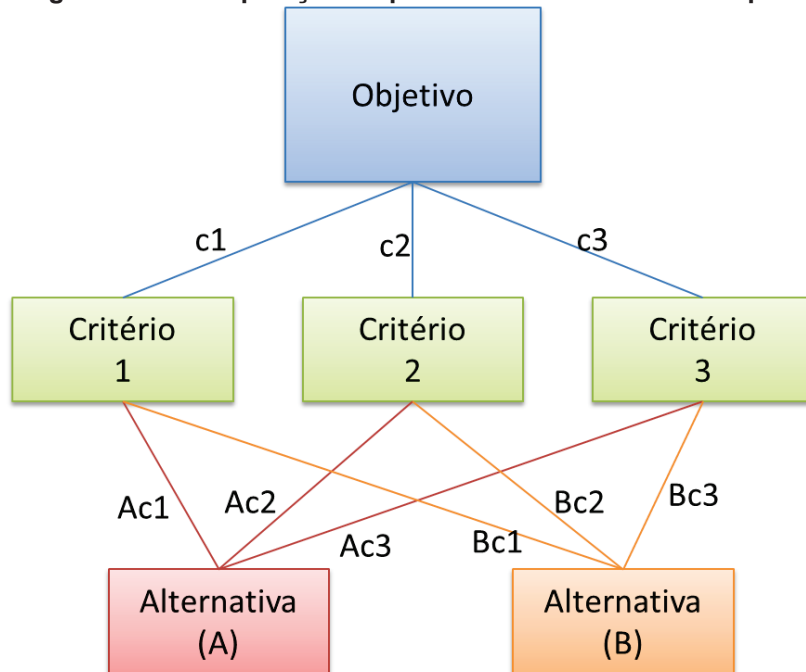 Objetivo
c1
c2
c3
Critério
1
Critério
2
Critério
3
Ac1
Ac2
Ac3
Bc1
Bc2
Bc3
Alternativa
(A)
Alternativa
(B)